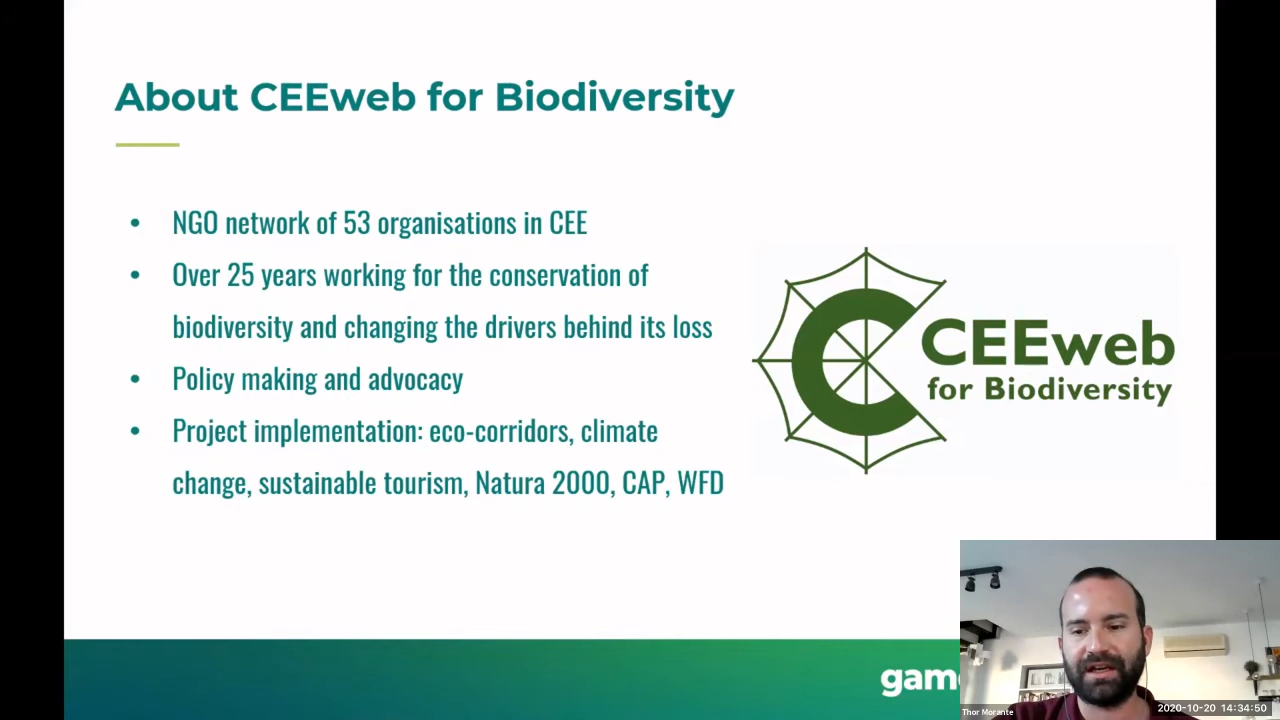 About CEEweb for Biodiversity
• NGO network of 53 organisations in CEE
• Over 25 years working for the conservation of
biodiversity and changing the drivers behind its loss
• Policy making and advocacy
• Project implementation: eco-corridors, climate
change, sustainable tourism, Natura 2000, CAP, WFD
CEEweb
for Biodiversity
Thor Morante
2020-10-20 14:34:50